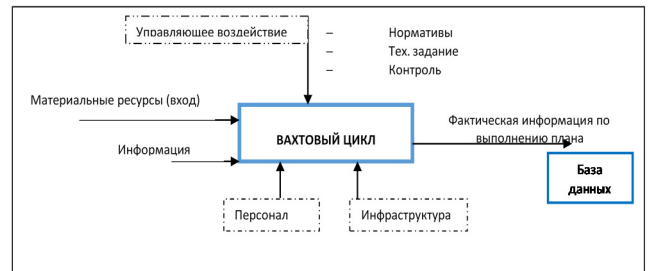 Управляющее воздействие
– Нормативы
– Тех. задание
– Контроль
Материальные ресурсы (вход)
Информация
ВАХТОВЫЙ ЦИКЛ
Фактическая информация по
выполнению плана
База
данных
Персонал
Инфраструктура